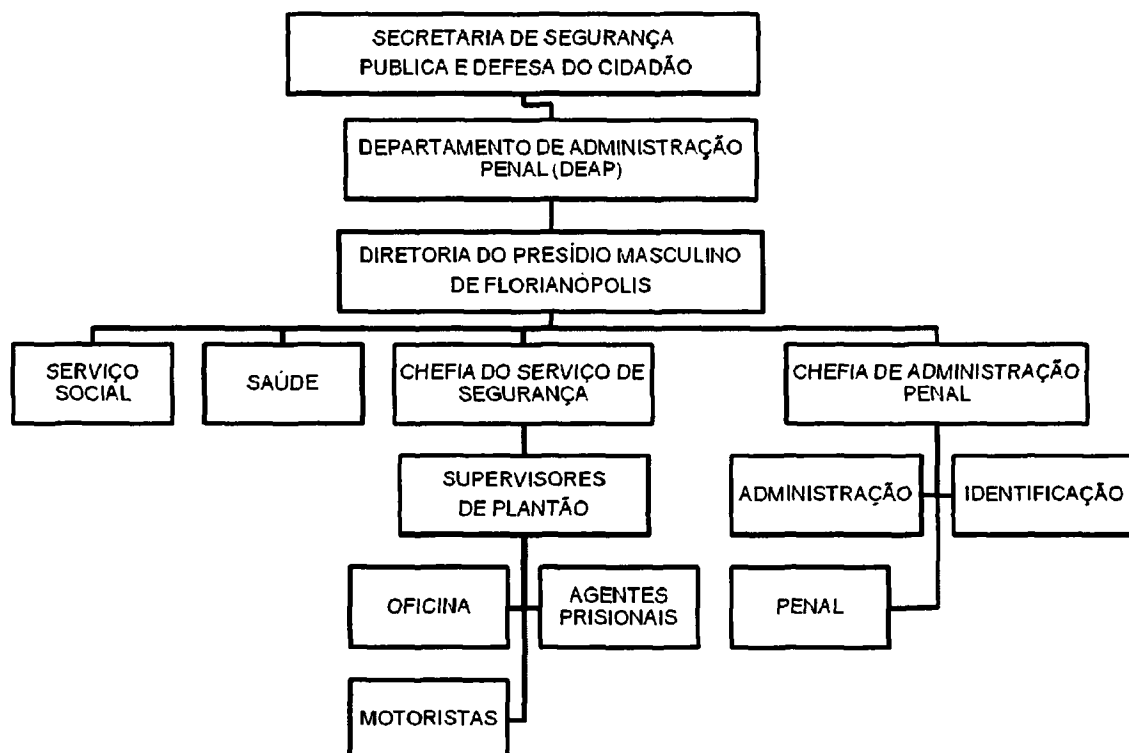 SECRETARIA DE SEGURANÇA
PUBLICA E DEFESA DO CIDADÃO
DEPARTAMENTO DE ADMINISTRAÇÃO
PENAL (DEAP)
DIRETORIA DO PRESÍDIO MASCULINO
DE FLORIANÓPOLIS
SERVIÇO
SOCIAL
SAÚDE
CHEFIA DO SERVIÇO DE
SEGURANÇA
CHEFIA DE ADMINISTRAÇÃO
PENAL
SUPERVISORES
DE PLANTÃO
ADMINISTRAÇÃO
IDENTIFICAÇÃO
OFICINA
AGENTES
PRISIONAIS
PENAL
MOTORISTAS